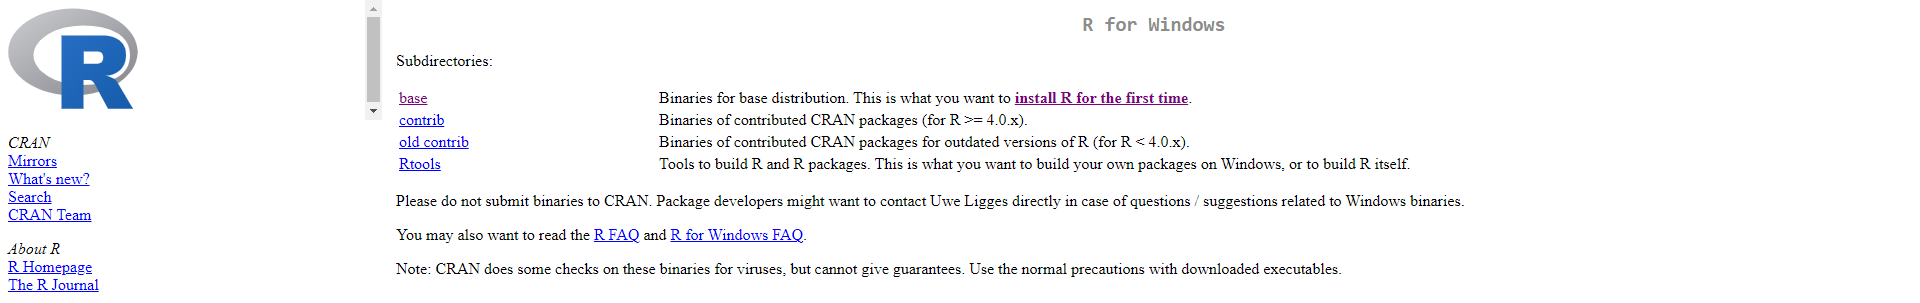 R
CRAN
Mirrors
What's new?
Search
CRAN Team
About R
R Homepage
The R Journal
R for Windows
Subdirectories:
base Binaries for base distribution. This is what you want to install R for the first time.
contrib Binaries of contributed CRAN packages (for R >= 4.0.x).
old contrib Binaries of contributed CRAN packages for outdated versions of R (for R < 4.0.x).
Rtools Tools to build R and R packages. This is what you want to build your own packages on Windows, or to build R itself.
Please do not submit binaries to CRAN. Package developers might want to contact Uwe Ligges directly in case of questions / suggestions related to Windows binaries.
You may also want to read the R FAQ and R for Windows FAQ.
Note: CRAN does some checks on these binaries for viruses, but cannot give guarantees. Use the normal precautions with downloaded executables.